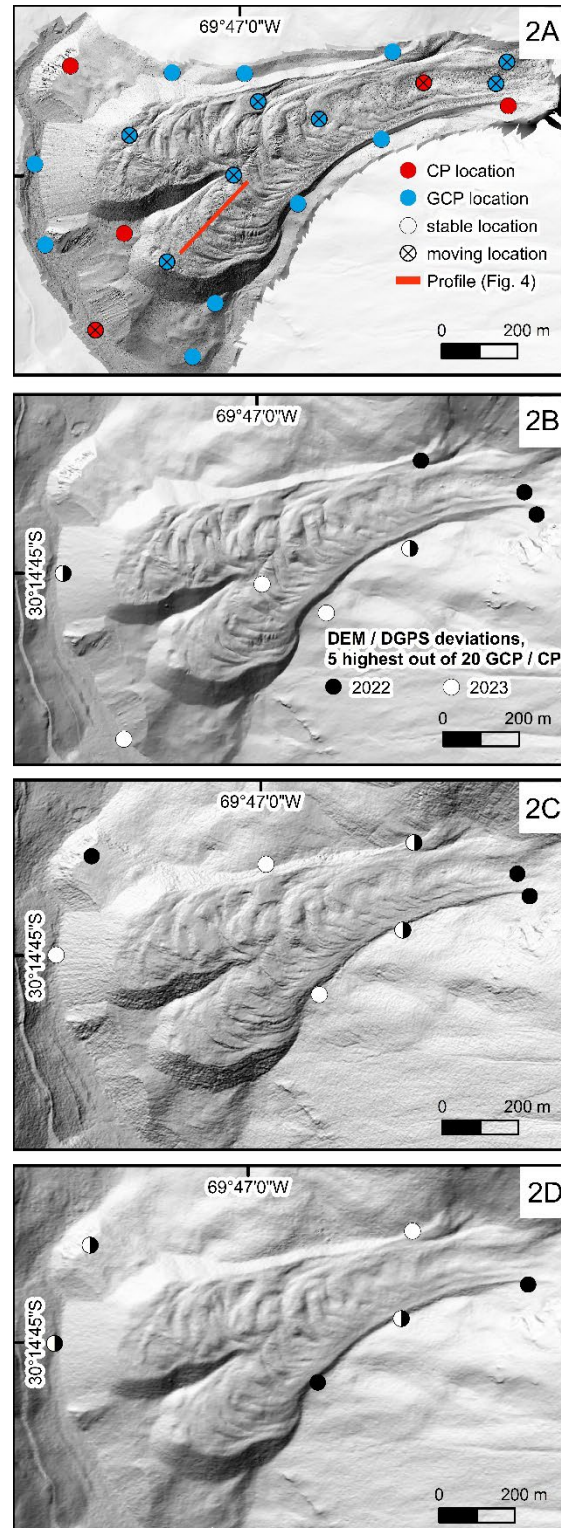 69°47'0"W
2A
CP location
GCP location
stable location
moving location
Profile (Fig. 4)
0 200 m
69°47'0"W
2B
30°14'45"S
DEM / DGPS deviations,
5 highest out of 20 GCP / CP
2022 2023
0 200 m
69°47'0"W
2C
30°14'45"S
0 200 m
69°47'0"W
2D
30°14'45"S
0 200 m